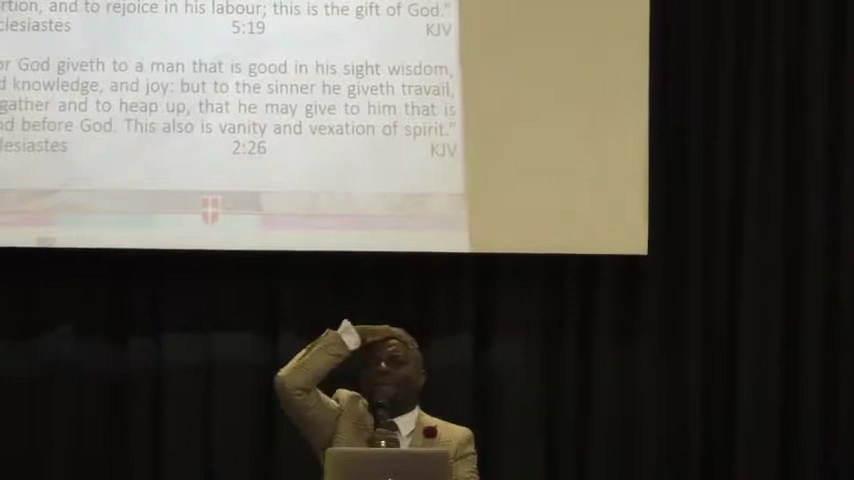 rtion, and to rejoice in his labour; this is the gift of God."
clesiastes 5:19 KJV
or God giveth to a man that is good in his sight wisdom,
d knowledge, and joy: but to the sinner he giveth travail,
gather and to heap up, that he may give to him that is
od before God. This also is vanity and vexation of spirit."
lesiastes 2:26 KJV